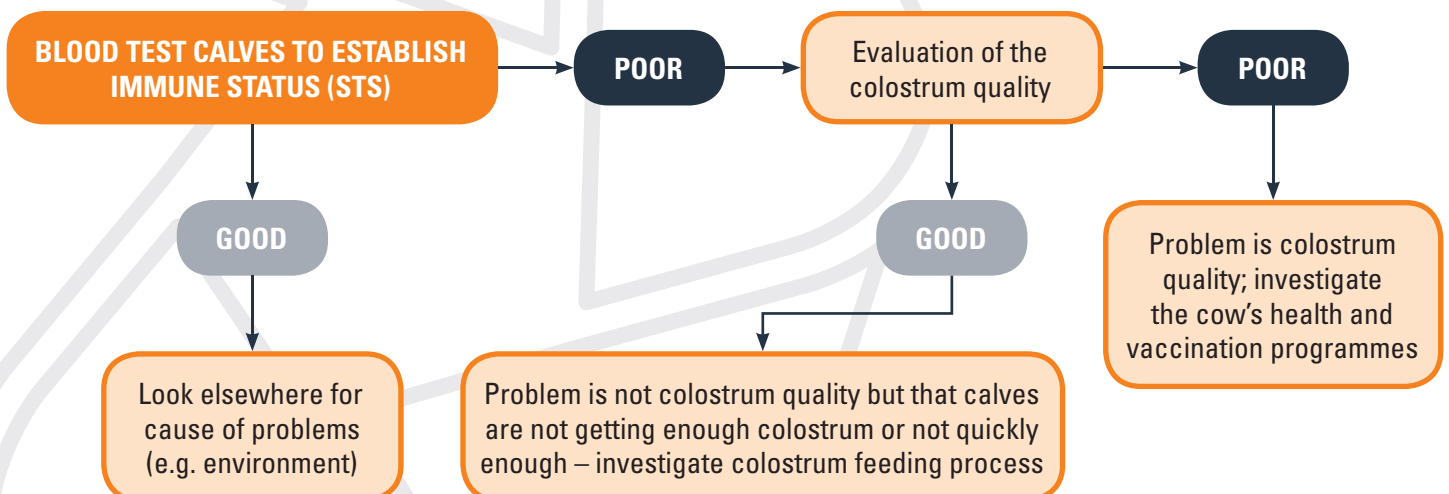 BLOOD TEST CALVES TO ESTABLISH
IMMUNE STATUS (STS)
POOR
Evaluation of the
colostrum quality
POOR
GOOD
GOOD
Problem is colostrum
quality; investigate
the cow's health and
vaccination programmes
Look elsewhere for
cause of problems
(e.g. environment)
Problem is not colostrum quality but that calves
are not getting enough colostrum or not quickly
enough – investigate colostrum feeding process